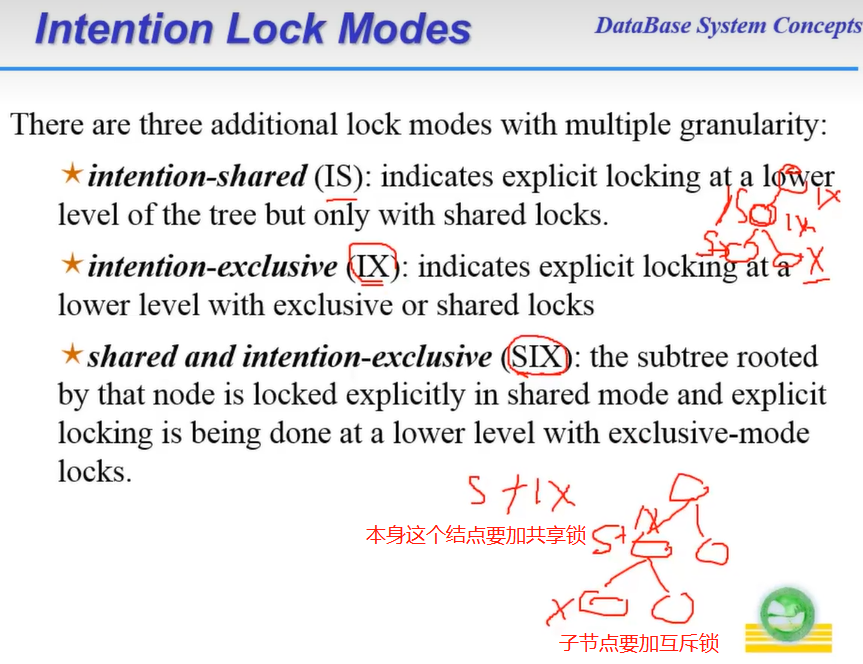 Intention Lock Modes
DataBase System Concepts
There are three additional lock modes with multiple granularity:
intention-shared (IS): indicates explicit locking at a lower
level of the tree but only with shared locks.
intention-exclusive (IX): indicates explicit locking at a
lower level with exclusive or shared locks
shared and intention-exclusive (SIX): the subtree rooted
by that node is locked explicitly in shared mode and explicit
locking is being done at a lower level with exclusive-mode
locks.
IX
IS
IX
S
X
S+IX
本身这个结点要加共享锁
S+
IX
X
子节点要加互斥锁